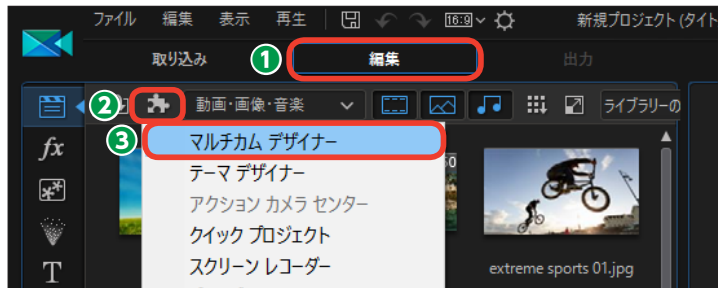 ファイル 編集 表示 再生 16:9 新規プロジェクト (タイト
取り込み 1 編集 出力
2 動画・画像・音楽 ライブラリーの
3 マルチカム デザイナー
fx
テーマ デザイナー
アクション カメラ センター
クイック プロジェクト
スクリーン レコーダー
extreme sports 01.jpg
T